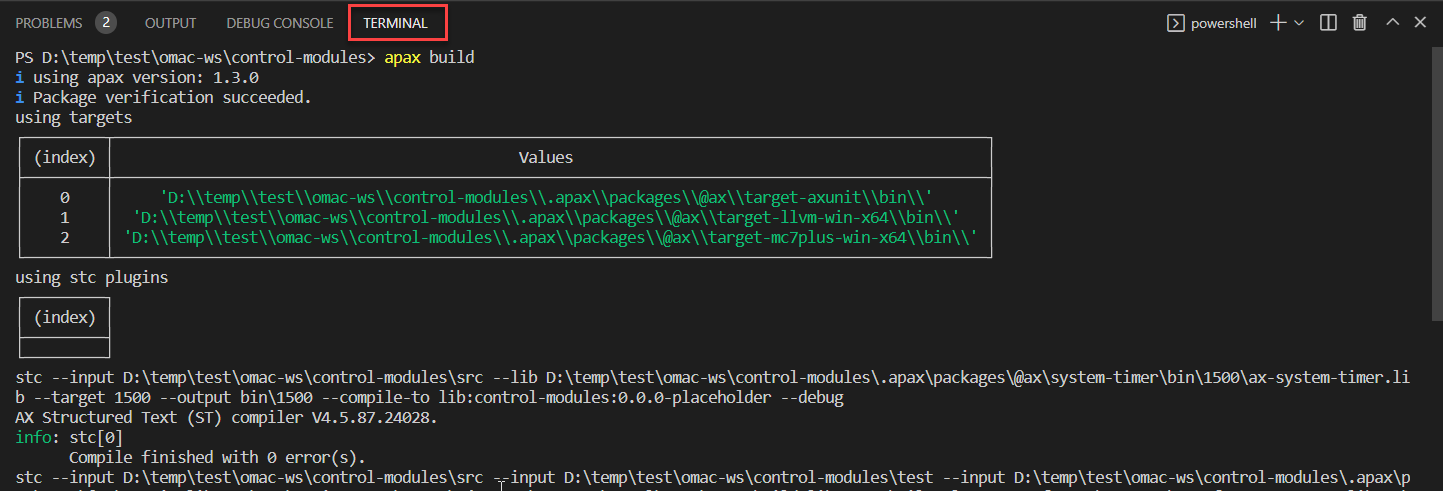 PROBLEMS 2 OUTPUT DEBUG CONSOLE TERMINAL powershell
PS D:\temp\test\omac-ws\control-modules> apax build
i using apax version: 1.3.0
i Package verification succeeded.
using targets
(index) Values
0 'D:\\temp\\test\\omac-ws\\control-modules\\.apax\\packages\\@ax\\target-axunit\\bin\\'
1 'D:\\temp\\test\\omac-ws\\control-modules\\.apax\\packages\\@ax\\target-llvm-win-x64\\bin\\'
2 'D:\\temp\\test\\omac-ws\\control-modules\\.apax\\packages\\@ax\\target-mc7plus-win-x64\\bin\\'
using stc plugins
(index)
stc --input D:\temp\test\omac-ws\control-modules\src --lib D:\temp\test\omac-ws\control-modules\.apax\packages\@ax\system-timer\bin\1500\ax-system-timer.li
b --target 1500 --output bin\1500 --compile-to lib:control-modules:0.0.0-placeholder --debug
AX Structured Text (ST) compiler V4.5.87.24028.
info: stc[0]
Compile finished with 0 error(s).
stc --input D:\temp\test\omac-ws\control-modules\src --input D:\temp\test\omac-ws\control-modules\test --input D:\temp\test\omac-ws\control-modules\.apax\p